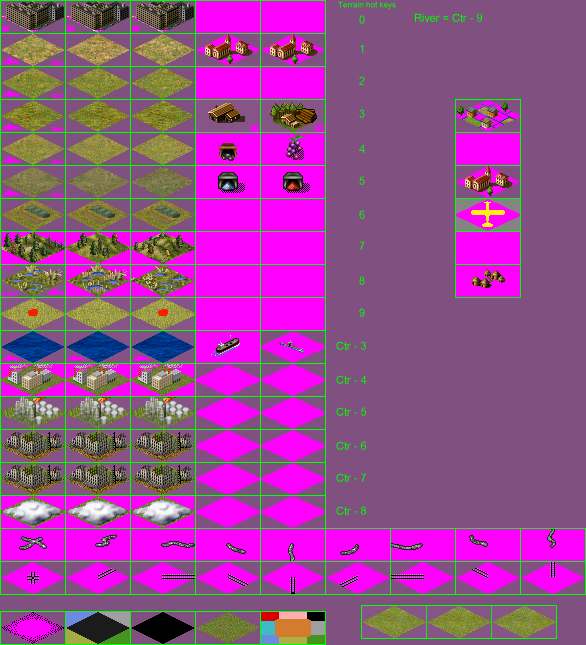 Terrain hot keys
River = Ctr - 9
0
1
2
3
4
5
6
7
8
9
Ctr - 3
Ctr - 4
Ctr - 5
Ctr - 6
Ctr - 7
Ctr - 8